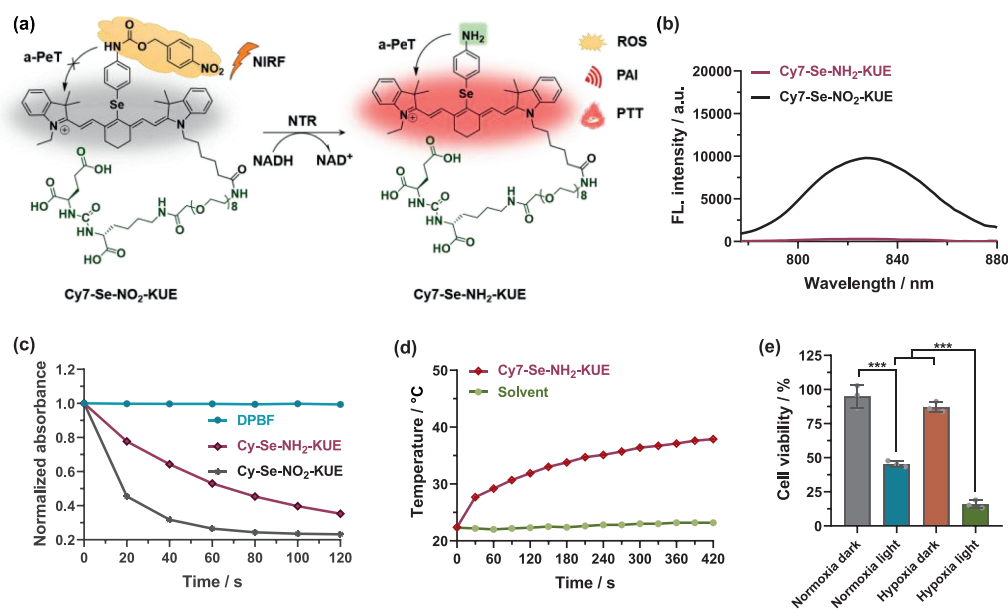 (a)
a-PeT
NIRF
NTR
NADH
NAD⁺
a-PeT
NH₂
ROS
PAI
PTT
H
N
O
O
NO₂
Se
N
⊕
N
O
NH
8
O
OH
O
HO
O
N
H
N
H
O
HO
H
N
O
O
Se
N
⊕
N
O
NH
8
O
OH
O
HO
O
N
H
N
H
O
HO
H
N
O
O
Cy7-Se-NO₂-KUE
Cy7-Se-NH₂-KUE
(b)
Cy7-Se-NH₂-KUE
Cy7-Se-NO₂-KUE
FL. intensity / a.u.
20000
15000
10000
5000
0
800 840 880
Wavelength / nm
(c)
Normalized absorbance
1.2
1.0
0.8
0.6
0.4
0.2
DPBF
Cy-Se-NH₂-KUE
Cy-Se-NO₂-KUE
0 20 40 60 80 100 120
Time / s
(d)
Cy7-Se-NH₂-KUE
Solvent
Temperature / °C
50
40
30
20
10
0 60 120 180 240 300 360 420
Time / s
(e)
Cell viability / %
125
100
75
50
25
0
***
***
Normoxia dark
Normoxia light
Hypoxia dark
Hypoxia light